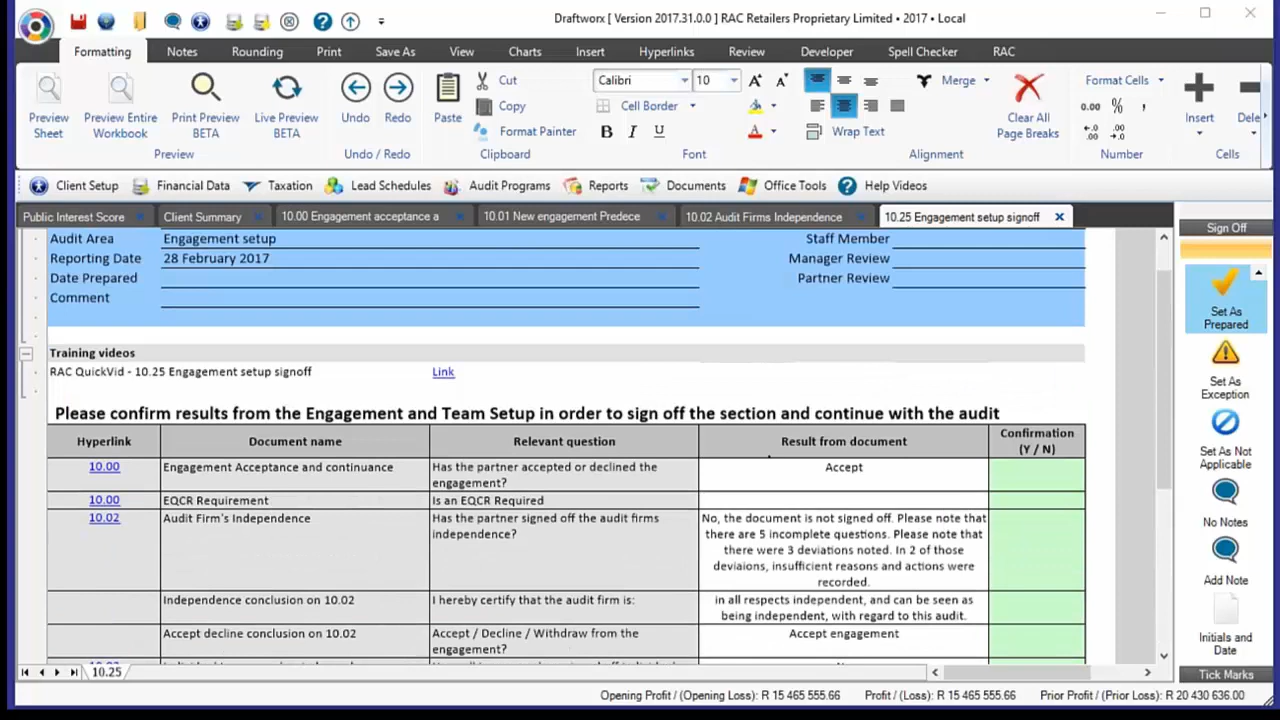 Draftworx [ Version 2017.31.0.0 ] RAC Retailers Proprietary Limited • 2017 • Local
Formatting Notes Rounding Print Save As View Charts Insert Hyperlinks Review Developer Spell Checker RAC
Preview Sheet
Preview Entire Workbook
Print Preview BETA
Live Preview BETA
Preview
Undo
Redo
Undo / Redo
Paste
Cut
Copy
Format Painter
Clipboard
Calibri 10
Cell Border
B I U
Font
Merge
Wrap Text
Clear All Page Breaks
Alignment
Format Cells
0.00 % ,
←.0 .00
.00 →.0
Number
Insert
Dele
Cells
Client Setup Financial Data Taxation Lead Schedules Audit Programs Reports Documents Office Tools Help Videos
Public Interest Score Client Summary 10.00 Engagement acceptance a 10.01 New engagement Predece 10.02 Audit Firms Independence 10.25 Engagement setup signoff
Audit Area Engagement setup Staff Member
Reporting Date 28 February 2017 Manager Review
Date Prepared Partner Review
Comment
Training videos
RAC QuickVid - 10.25 Engagement setup signoff Link
Please confirm results from the Engagement and Team Setup in order to sign off the section and continue with the audit
Hyperlink Document name Relevant question Result from document Confirmation
(Y / N)
10.00 Engagement Acceptance and continuance Has the partner accepted or declined the Accept
engagement?
10.00 EQCR Requirement Is an EQCR Required
10.02 Audit Firm's Independence Has the partner signed off the audit firms No, the document is not signed off. Please note that
independence? there are 5 incomplete questions. Please note that
there were 3 deviations noted. In 2 of those
deviaions, insufficient reasons and actions were
recorded.
Independence conclusion on 10.02 I hereby certify that the audit firm is: in all respects independent, and can be seen as
being independent, with regard to this audit.
Accept decline conclusion on 10.02 Accept / Decline / Withdraw from the Accept engagement
engagement?
10.25
Sign Off
Set As
Prepared
Set As
Exception
Set As Not
Applicable
No Notes
Add Note
Initials and
Date
Tick Marks
Opening Profit / (Opening Loss): R 15 465 555.66 Profit / (Loss): R 15 465 555.66 Prior Profit / (Prior Loss): R 20 430 636.00